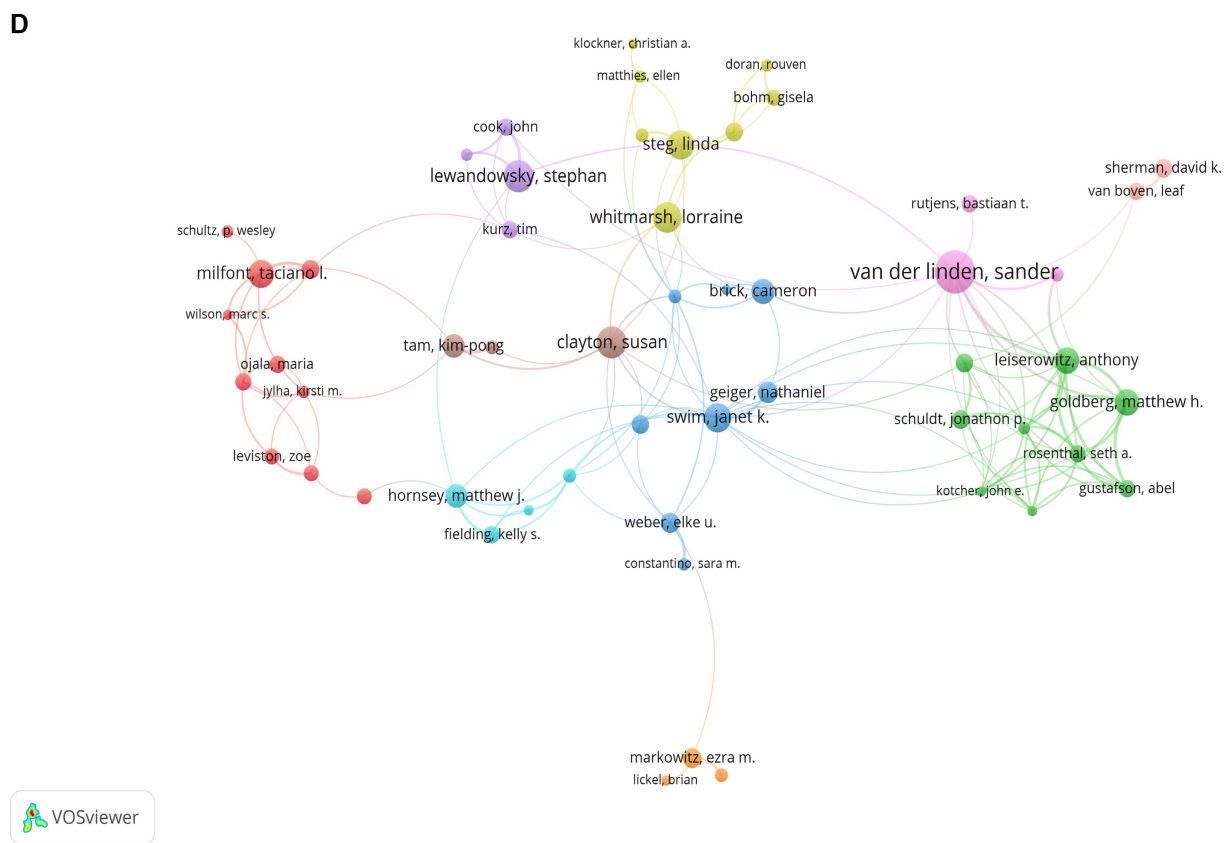 D
klockner, christian a.
doran, rouven
matthies, ellen
bohm, gisela
cook, john
steg, linda
sherman, david k.
lewandowsky, stephan
van boven, leaf
rutjens, bastiaan t.
whitmarsh, lorraine
schultz, p. wesley
kurz, tim
milfont, taciano l.
van der linden, sander
brick, cameron
wilson, marc s.
tam, kim-pong
clayton, susan
leiserowitz, anthony
ojala, maria
jylha, kirsti m.
geiger, nathaniel
goldberg, matthew h.
swim, janet k.
schuldt, jonathon p.
leviston, zoe
rosenthal, seth a.
hornsey, matthew j.
kotcher, john e.
gustafson, abel
weber, elke u.
fielding, kelly s.
constantino, sara m.
markowitz, ezra m.
lickel, brian
VOSviewer